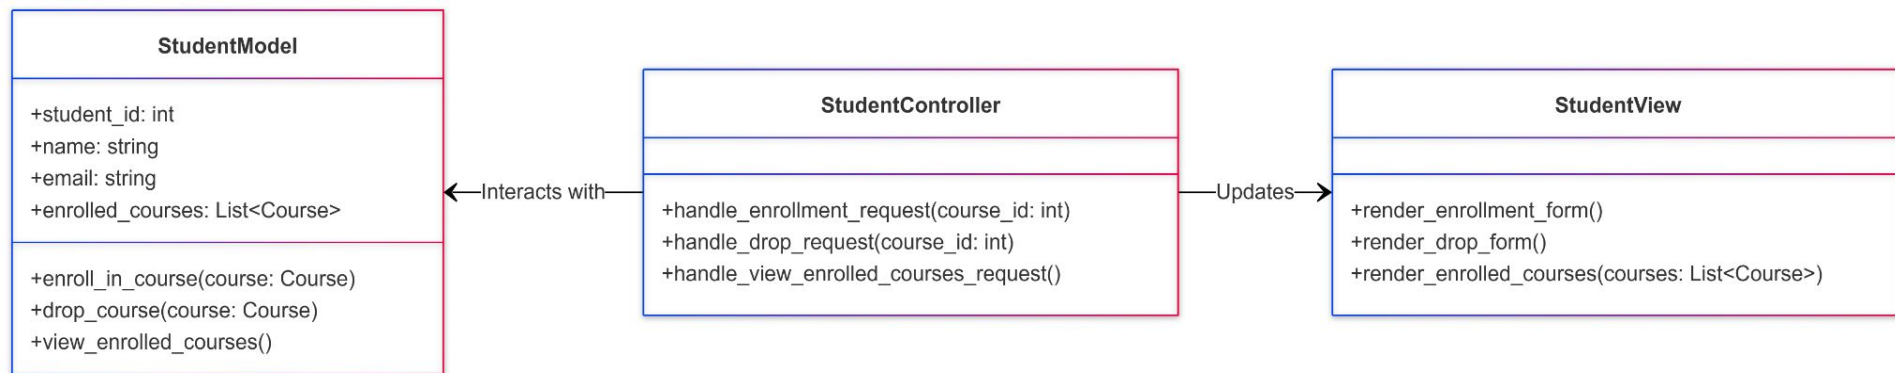 StudentModel
+student_id: int
+name: string
+email: string
+enrolled_courses: List<Course>
+enroll_in_course(course: Course)
+drop_course(course: Course)
+view_enrolled_courses()
Interacts with
StudentController
+handle_enrollment_request(course_id: int)
+handle_drop_request(course_id: int)
+handle_view_enrolled_courses_request()
Updates
StudentView
+render_enrollment_form()
+render_drop_form()
+render_enrolled_courses(courses: List<Course>)